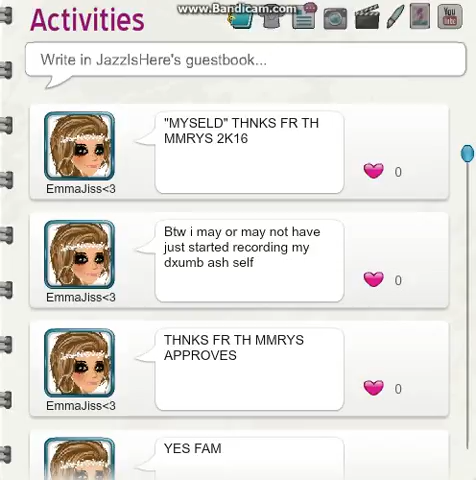 www.Bandicam.com
Activities
You
Tube
Write in JazzIsHere's guestbook...
"MYSELD" THNKS FR TH
MMRYS 2K16
0
EmmaJiss<3
Btw i may or may not have
just started recording my
dxumb ash self
0
EmmaJiss<3
THNKS FR TH MMRYS
APPROVES
0
EmmaJiss<3
YES FAM